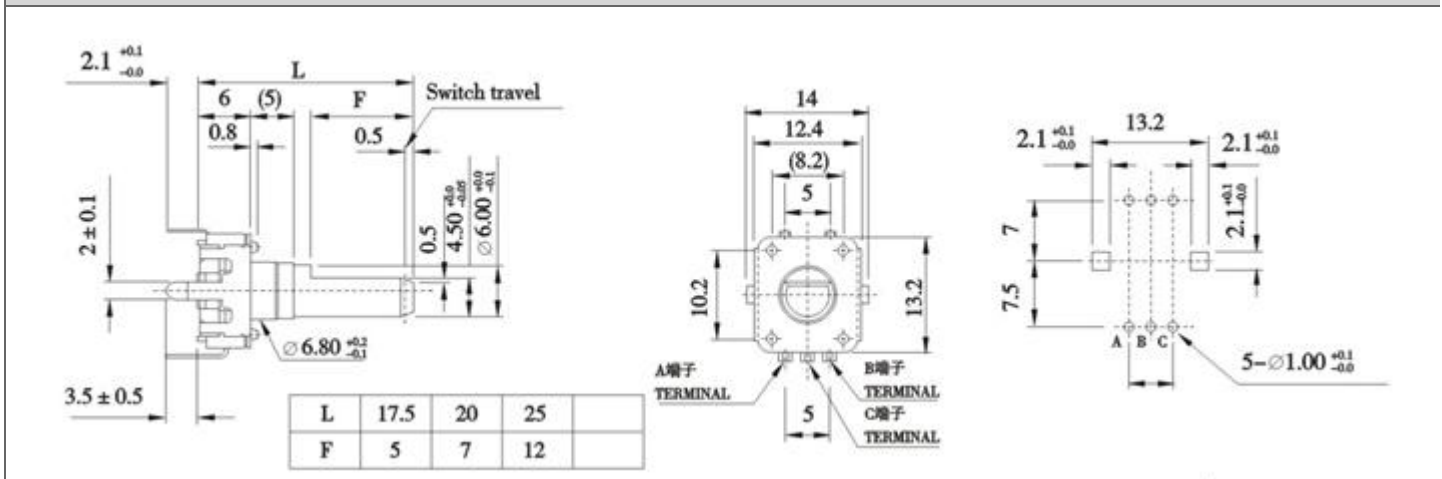 2.1 +0.1 -0.0
L
6 (5) F
Switch travel
0.8
0.5
2 ± 0.1
0.5
4.50 +0.0 -0.05
∅ 6.00 +0.0 -0.1
∅ 6.80 +0.2 -0.1
3.5 ± 0.5
L 17.5 20 25
F 5 7 12
14
12.4
(8.2)
5
10.2
13.2
A端子
TERMINAL
B端子
TERMINAL
C端子
TERMINAL
5
13.2
2.1 +0.1 -0.0
2.1 +0.1 -0.0
2.1 +0.1 -0.0
7
7.5
A B C
5-∅1.00 +0.1 -0.0